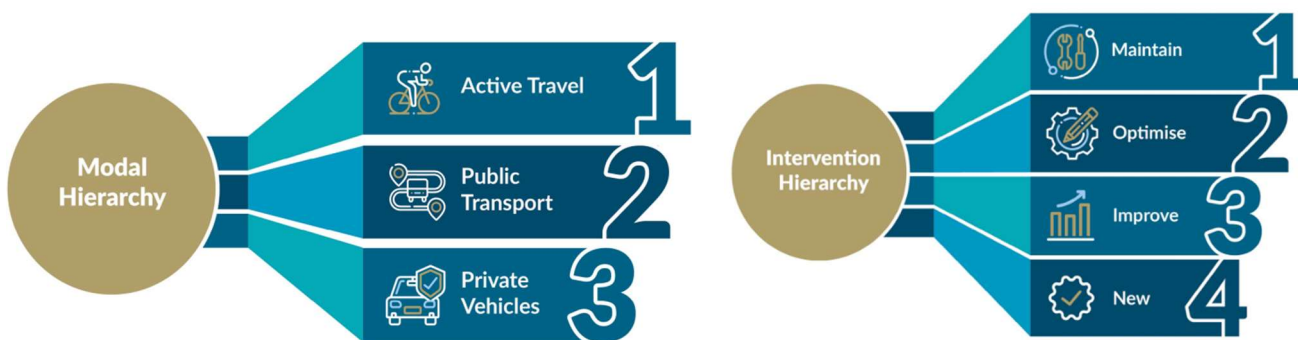 Modal
Hierarchy
Active Travel
1
Public
Transport
2
Private
Vehicles
3
Intervention
Hierarchy
Maintain
1
Optimise
2
Improve
3
New
4